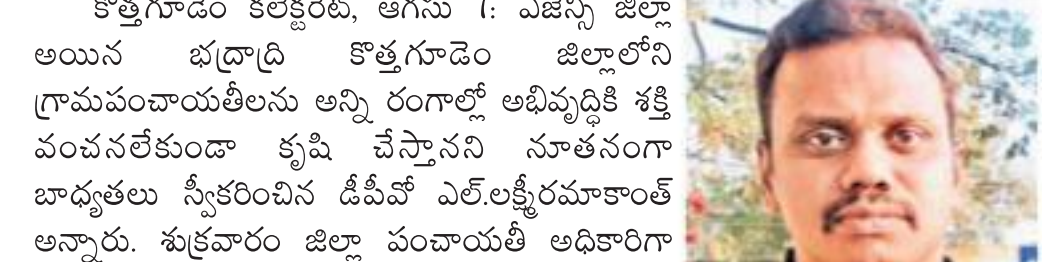 కొత్తగూడెం కలెక్టరేట్, ఆగసు 7: ఏజెన్సీ జిల్లా
అయిన భద్రాద్రి కొత్తగూడెం జిల్లాలోని
గ్రామపంచాయతీలను అన్ని రంగాల్లో అభివృద్ధికి శక్తి
వంచనలేకుండా కృషి చేస్తానని నూతనంగా
బాధ్యతలు స్వీకరించిన డీపీవో ఎల్.లక్ష్మీరమాకాంత్
అన్నారు. శుక్రవారం జిల్లా పంచాయతీ అధికారిగా